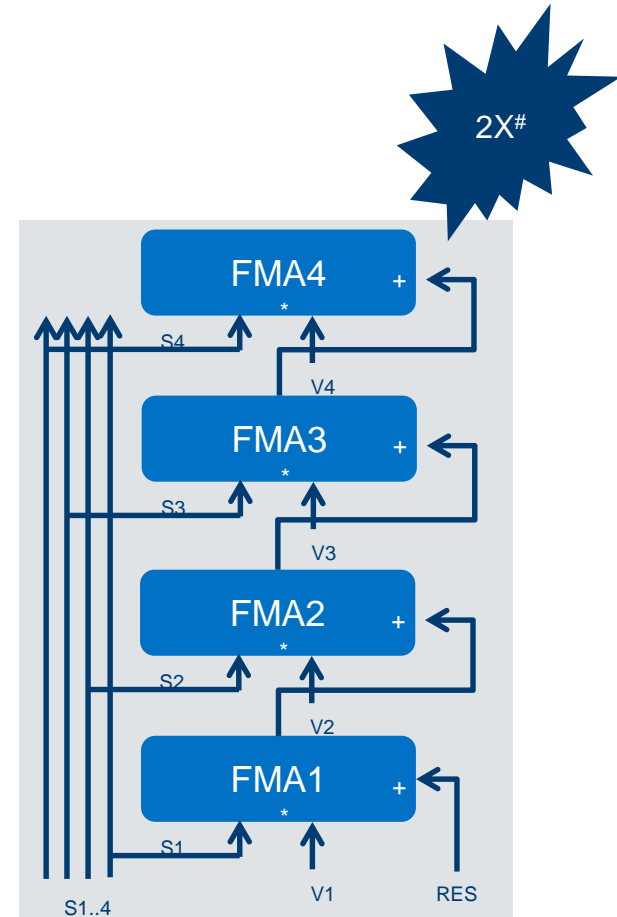 2X#
FMA4
+
*
S4
V4
FMA3
+
*
S3
V3
FMA2
+
*
S2
V2
FMA1
+
*
S1
V1
RES
S1..4